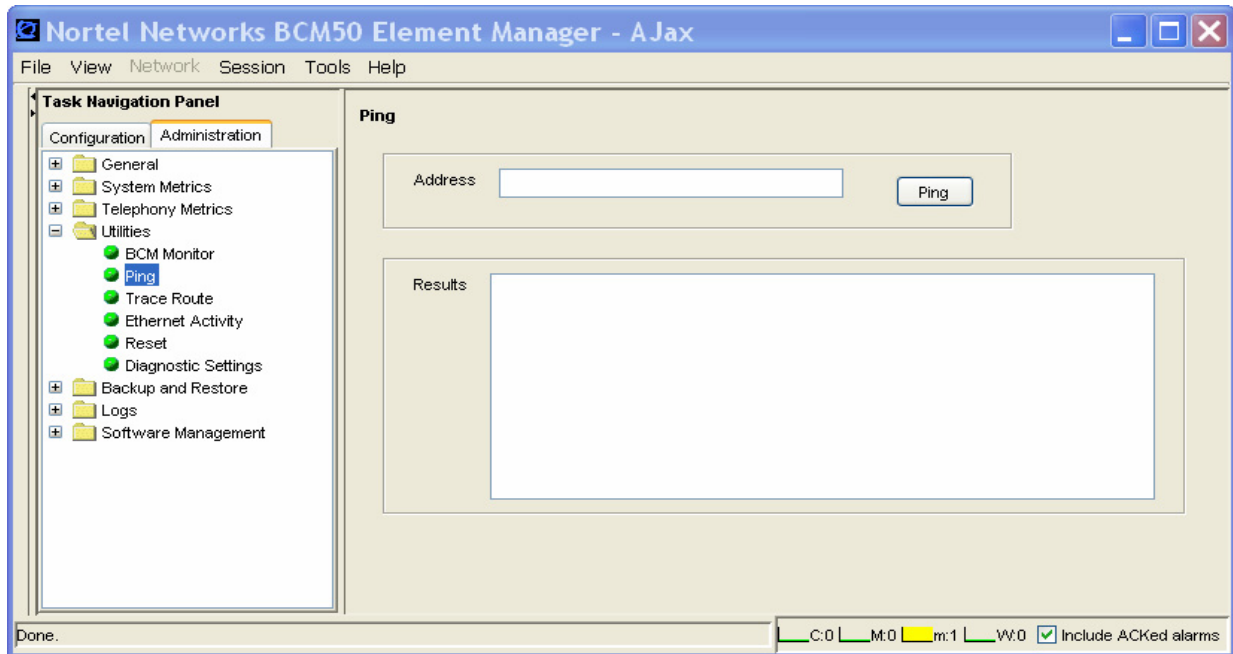 Nortel Networks BCM50 Element Manager - AJax
File View Network Session Tools Help
Task Navigation Panel
Configuration Administration
General
System Metrics
Telephony Metrics
Utilities
BCM Monitor
Ping
Trace Route
Ethernet Activity
Reset
Diagnostic Settings
Backup and Restore
Logs
Software Management
Ping
Address
Ping
Results
Done.
C:0 M:0 m:1 W:0 Include ACKed alarms